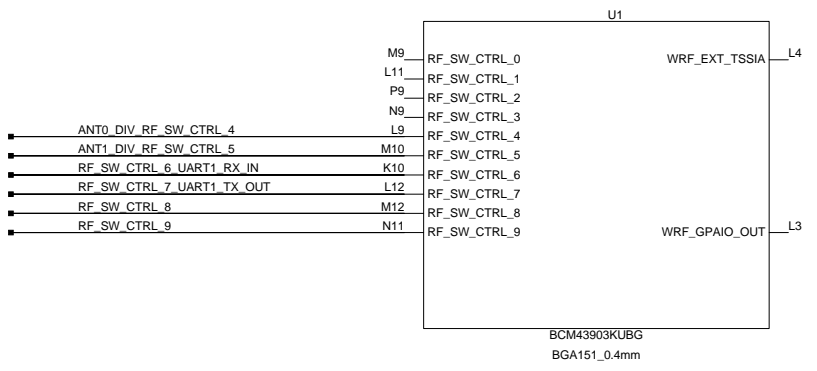 U1
M9 RF_SW_CTRL_0 WRF_EXT_TSSIA L4
L11 RF_SW_CTRL_1
P9 RF_SW_CTRL_2
N9 RF_SW_CTRL_3
ANT0_DIV_RF_SW_CTRL_4 L9 RF_SW_CTRL_4
ANT1_DIV_RF_SW_CTRL_5 M10 RF_SW_CTRL_5
RF_SW_CTRL_6_UART1_RX_IN K10 RF_SW_CTRL_6
RF_SW_CTRL_7_UART1_TX_OUT L12 RF_SW_CTRL_7
RF_SW_CTRL_8 M12 RF_SW_CTRL_8
RF_SW_CTRL_9 N11 RF_SW_CTRL_9 WRF_GPAIO_OUT L3
BCM43903KUBG
BGA151_0.4mm